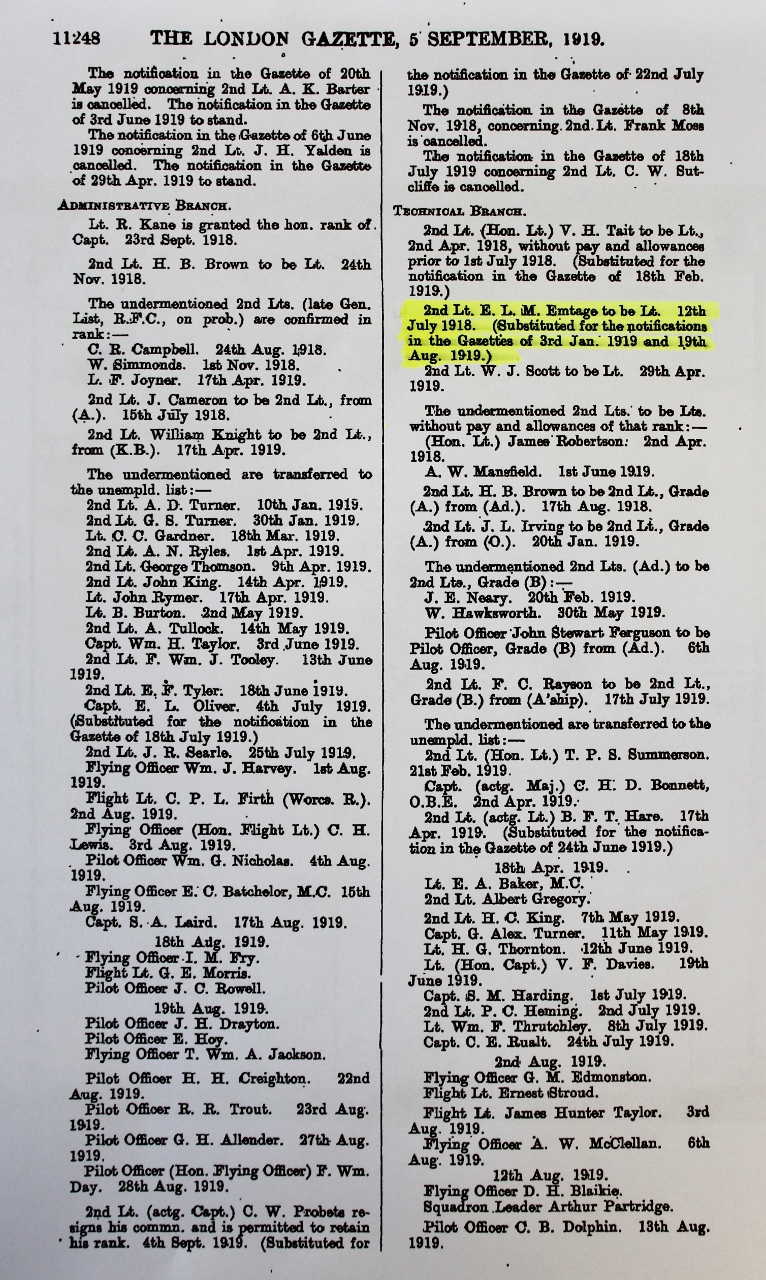 11248 THE LONDON GAZETTE, 5 SEPTEMBER, 1919.
The notification in the Gazette of 20th
May 1919 concerning 2nd Lt. A. K. Barter
is cancelled. The notification in the Gazette
of 3rd June 1919 to stand.
The notification in the Gazette of 6th June
1919 concerning 2nd Lt. J. H. Yalden is
cancelled. The notification in the Gazette
of 29th Apr. 1919 to stand.
ADMINISTRATIVE BRANCH.
Lt. R. Kane is granted the hon. rank of
Capt. 23rd Sept. 1918.
2nd Lt. H. B. Brown to be Lt. 24th
Nov. 1918.
The undermentioned 2nd Lts. (late Gen.
List, R.F.C., on prob.) are confirmed in
rank:—
C. R. Campbell. 24th Aug. 1918.
W. Simmonds. 1st Nov. 1918.
L. F. Joyner. 17th Apr. 1919.
2nd Lt. J. Cameron to be 2nd Lt., from
(A.). 15th July 1918.
2nd Lt. William Knight to be 2nd Lt.,
from (K.B.). 17th Apr. 1919.
The undermentioned are transferred to
the unempld. list:—
2nd Lt. A. D. Turner. 10th Jan. 1919.
2nd Lt. G. S. Turner. 30th Jan. 1919.
Lt. C. C. Gardner. 18th Mar. 1919.
2nd Lt. A. N. Ryles. 1st Apr. 1919.
2nd Lt. George Thomson. 9th Apr. 1919.
2nd Lt. John King. 14th Apr. 1919.
Lt. John Rymer. 17th Apr. 1919.
Lt. B. Burton. 2nd May 1919.
2nd Lt. A. Tullock. 14th May 1919.
Capt. Wm. H. Taylor. 3rd June 1919.
2nd Lt. F. Wm. J. Tooley. 13th June
1919.
2nd Lt. E. F. Tyler. 18th June 1919.
Capt. E. L. Oliver. 4th July 1919.
(Substituted for the notification in the
Gazette of 18th July 1919.)
2nd Lt. J. R. Searle. 25th July 1919.
Flying Officer Wm. J. Harvey. 1st Aug.
1919.
Flight Lt. C. P. L. Firth (Worcs. R.).
2nd Aug. 1919.
Flying Officer (Hon. Flight Lt.) C. H.
Lewis. 3rd Aug. 1919.
Pilot Officer Wm. G. Nicholas. 4th Aug.
1919.
Flying Officer E. C. Batchelor, M.C. 15th
Aug. 1919.
Capt. S. A. Laird. 17th Aug. 1919.
18th Aug. 1919.
Flying Officer I. M. Fry.
Flight Lt. G. E. Morris.
Pilot Officer J. C. Rowell.
19th Aug. 1919.
Pilot Officer J. H. Drayton.
Pilot Officer E. Hoy.
Flying Officer T. Wm. A. Jackson.
Pilot Officer H. H. Creighton. 22nd
Aug. 1919.
Pilot Officer R. R. Trout. 23rd Aug.
1919.
Pilot Officer G. H. Allender. 27th Aug.
1919.
Pilot Officer (Hon. Flying Officer) F. Wm.
Day. 28th Aug. 1919.
2nd Lt. (actg. Capt.) C. W. Probets re-
signs his commn. and is permitted to retain
his rank. 4th Sept. 1919. (Substituted for
the notification in the Gazette of 22nd July
1919.)
The notification in the Gazette of 8th
Nov. 1918, concerning 2nd Lt. Frank Moss
is cancelled.
The notification in the Gazette of 18th
July 1919 concerning 2nd Lt. C. W. Sut-
cliffe is cancelled.
TECHNICAL BRANCH.
2nd Lt. (Hon. Lt.) V. H. Tait to be Lt.,
2nd Apr. 1918, without pay and allowances
prior to 1st July 1918. (Substituted for the
notification in the Gazette of 18th Feb.
1919.)
2nd Lt. E. L. M. Emtage to be Lt. 12th
July 1918. (Substituted for the notifications
in the Gazettes of 3rd Jan. 1919 and 19th
Aug. 1919.)
2nd Lt. W. J. Scott to be Lt. 29th Apr.
1919.
The undermentioned 2nd Lts. to be Lts.
without pay and allowances of that rank:—
(Hon. Lt.) James Robertson. 2nd Apr.
1918.
A. W. Mansfield. 1st June 1919.
2nd Lt. H. B. Brown to be 2nd Lt., Grade
(A.) from (Ad.). 17th Aug. 1918.
2nd Lt. J. L. Irving to be 2nd Lt., Grade
(A.) from (O.). 20th Jan. 1919.
The undermentioned 2nd Lts. (Ad.) to be
2nd Lts., Grade (B):—
J. E. Neary. 20th Feb. 1919.
W. Hawksworth. 30th May 1919.
Pilot Officer John Stewart Ferguson to be
Pilot Officer, Grade (B) from (Ad.). 6th
Aug. 1919.
2nd Lt. F. C. Rayson to be 2nd Lt.,
Grade (B.) from (A'ship). 17th July 1919.
The undermentioned are transferred to the
unempld. list:—
2nd Lt. (Hon. Lt.) T. P. S. Summerson.
21st Feb. 1919.
Capt. (actg. Maj.) C. H. D. Bonnett,
O.B.E. 2nd Apr. 1919.
2nd Lt. (actg. Lt.) B. F. T. Hare. 17th
Apr. 1919. (Substituted for the notifica-
tion in the Gazette of 24th June 1919.)
18th Apr. 1919.
Lt. E. A. Baker, M.C.
2nd Lt. Albert Gregory.
2nd Lt. H. C. King. 7th May 1919.
Capt. G. Alex. Turner. 11th May 1919.
Lt. H. G. Thornton. 12th June 1919.
Lt. (Hon. Capt.) V. F. Davies. 19th
June 1919.
Capt. S. M. Harding. 1st July 1919.
2nd Lt. P. C. Heming. 2nd July 1919.
Lt. Wm. F. Thrutchley. 8th July 1919.
Capt. C. E. Rualt. 24th July 1919.
2nd Aug. 1919.
Flying Officer G. M. Edmonston.
Flight Lt. Ernest Stroud.
Flight Lt. James Hunter Taylor. 3rd
Aug. 1919.
Flying Officer A. W. McClellan. 6th
Aug. 1919.
12th Aug. 1919.
Flying Officer D. H. Blaikie.
Squadron Leader Arthur Partridge.
Pilot Officer C. B. Dolphin. 13th Aug.
1919.